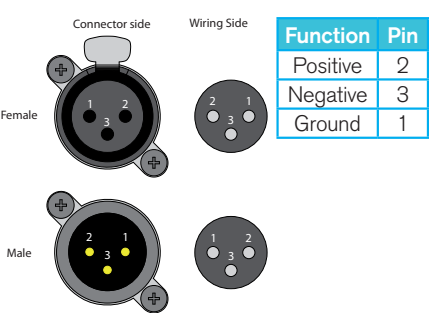 Connector side
Wiring Side
Function Pin
Positive 2
Negative 3
Ground 1
Female
1 2
3
2 1
3
Male
2 1
3
1 2
3